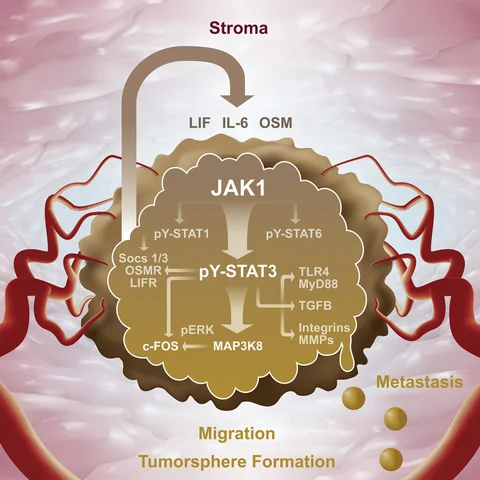 Stroma
LIF IL-6 OSM
JAK1
pY-STAT1 pY-STAT6
Socs 1/3
OSMR
LIFR
pY-STAT3
TLR4
MyD88
TGFB
Integrins
MMPs
pERK
c-FOS MAP3K8
Metastasis
Migration
Tumorsphere Formation